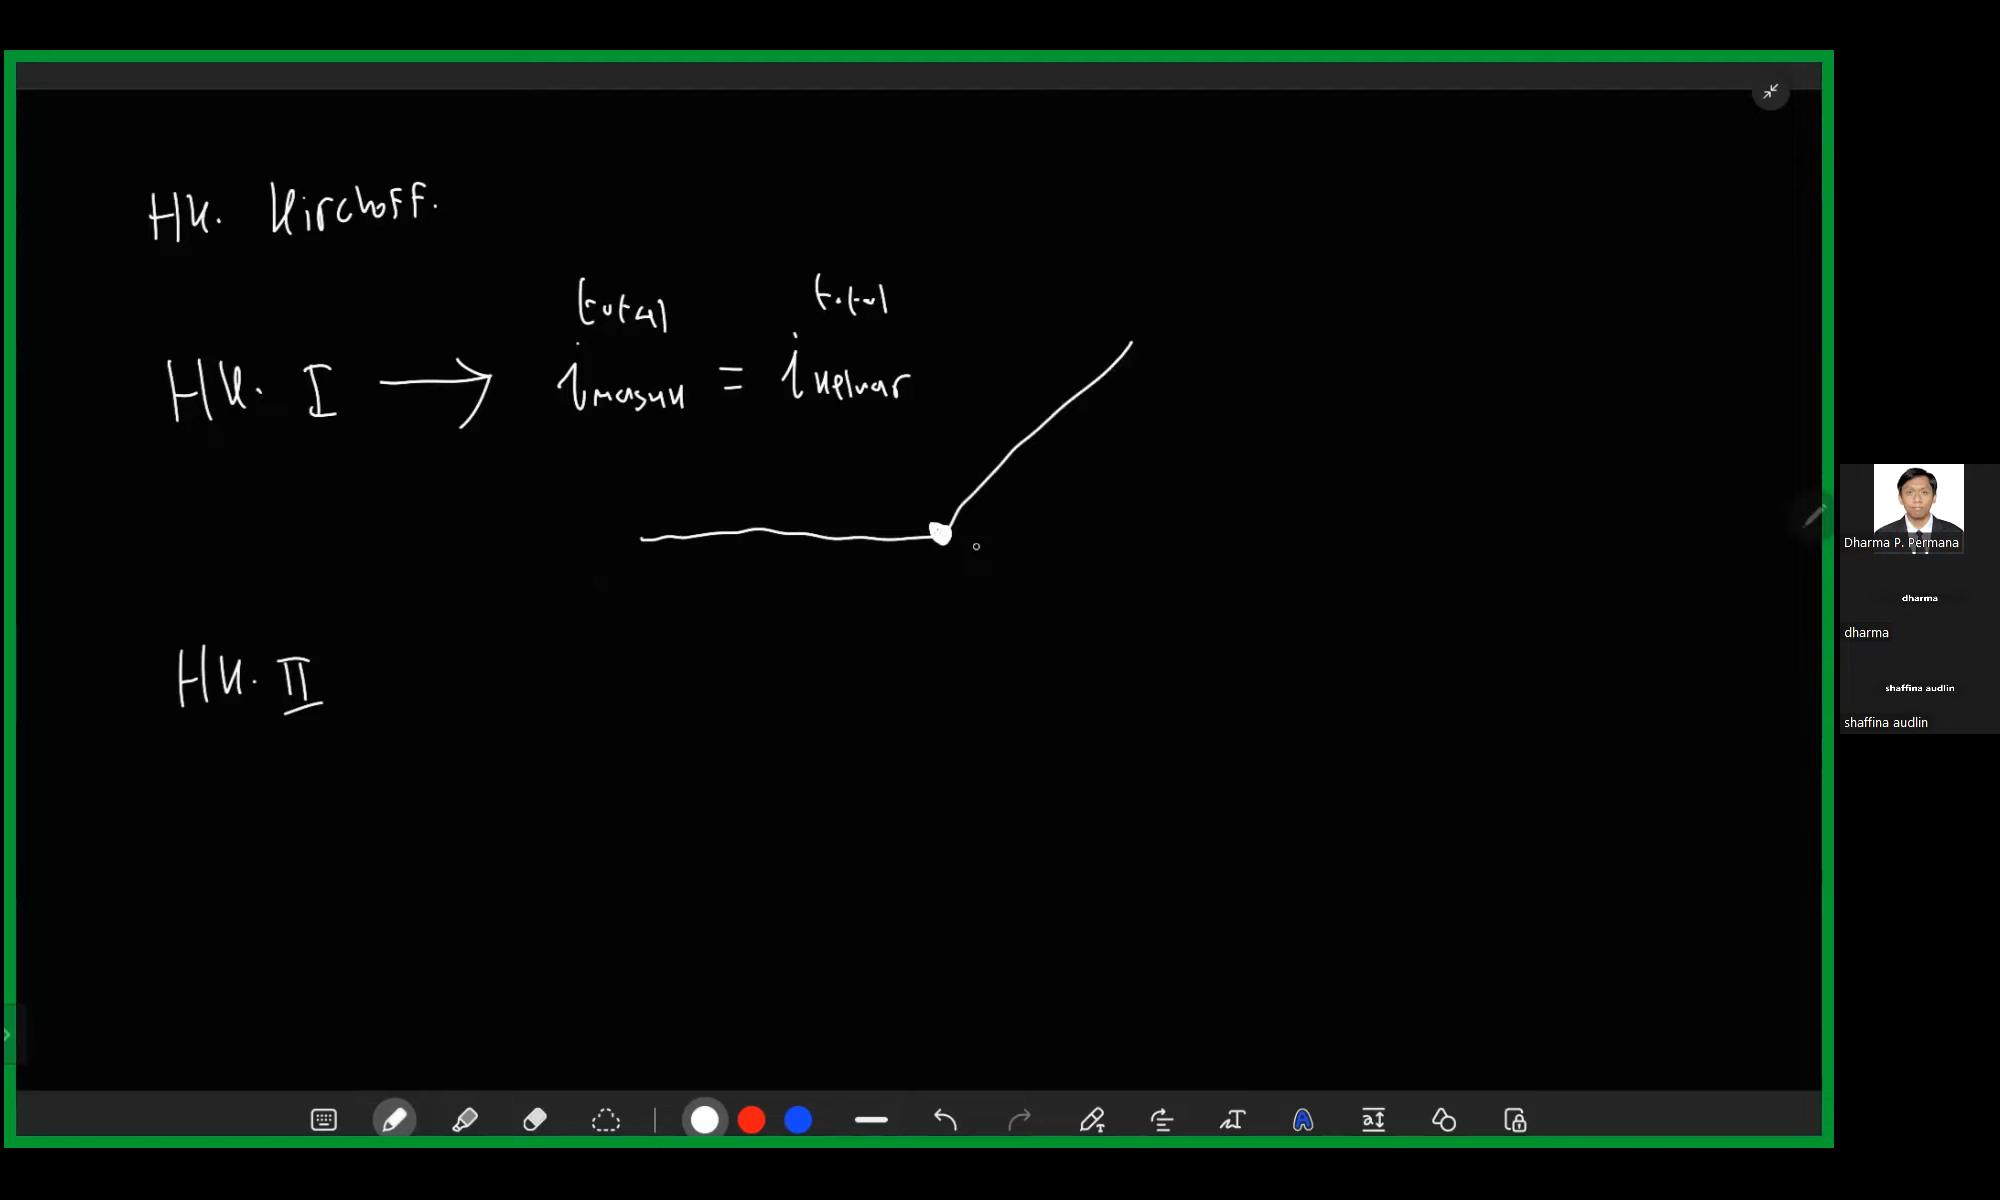 Hk. Kirchoff.
total total
Hk. I → i masuk = i keluar
Hk. II
Dharma P. Permana
dharma
dharma
shaffina audlin
shaffina audlin